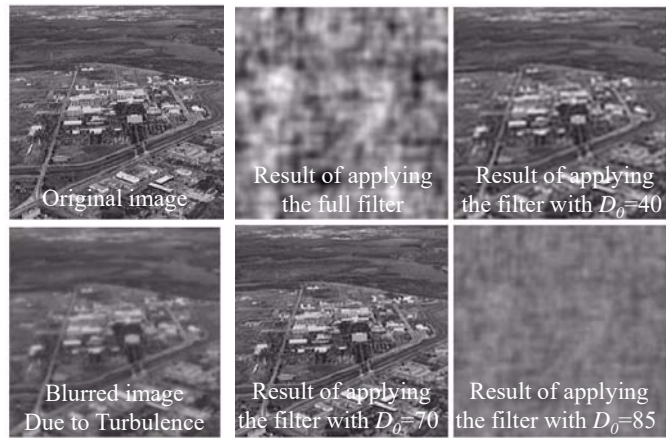 Original image
Result of applying
the full filter
Result of applying
the filter with D₀=40
Blurred image
Due to Turbulence
Result of applying
the filter with D₀=70
Result of applying
the filter with D₀=85